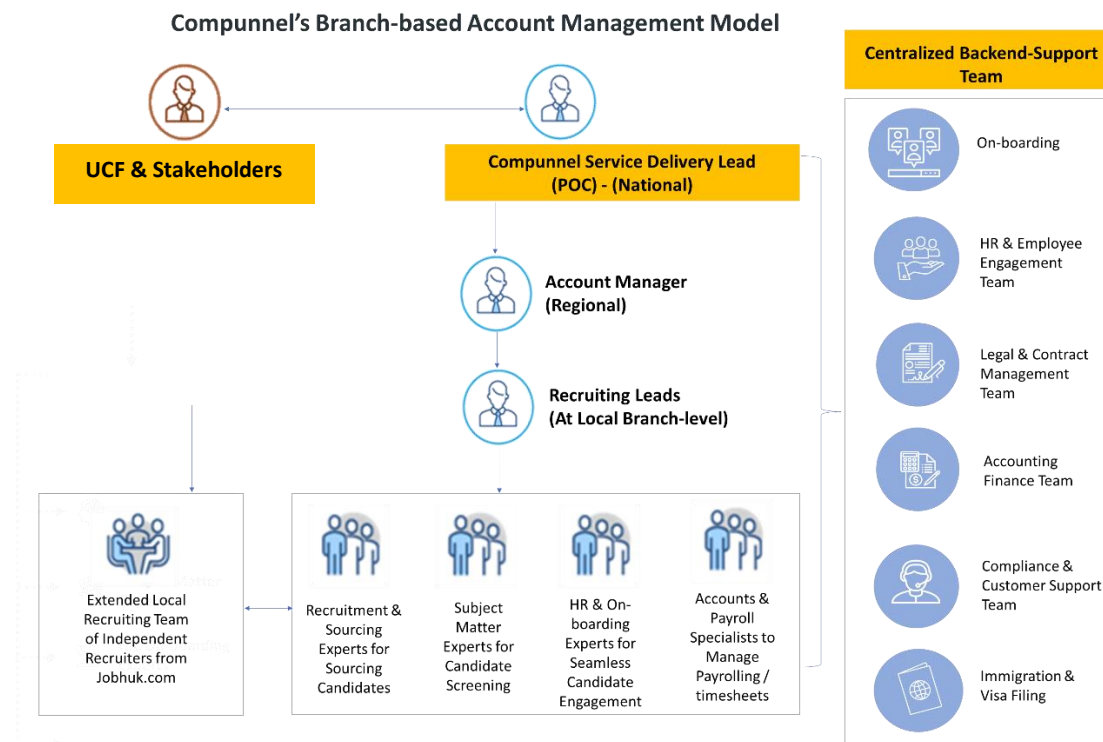 Compunnel's Branch-based Account Management Model
Centralized Backend-Support
Team
UCF & Stakeholders
Compunnel Service Delivery Lead
(POC) - (National)
Account Manager
(Regional)
Recruiting Leads
(At Local Branch-level)
Extended Local
Recruiting Team
of Independent
Recruiters from
Jobhuk.com
Recruitment &
Sourcing
Experts for
Sourcing
Candidates
Subject
Matter
Experts for
Candidate
Screening
HR & On-
boarding
Experts for
Seamless
Candidate
Engagement
Accounts &
Payroll
Specialists to
Manage
Payrolling /
timesheets
On-boarding
HR & Employee
Engagement
Team
Legal & Contract
Management
Team
Accounting
Finance Team
Compliance &
Customer Support
Team
Immigration &
Visa Filing